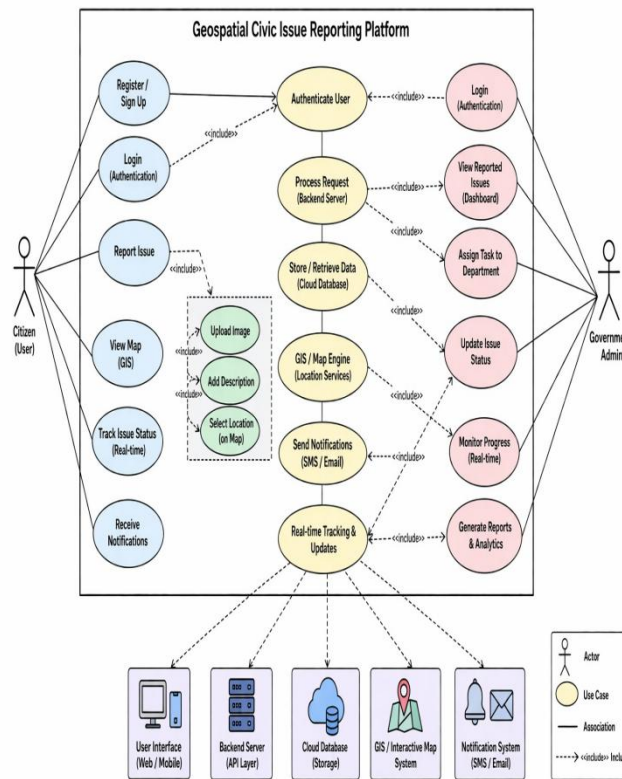 Geospatial Civic Issue Reporting Platform
Register /
Sign Up
Authenticate User
Login
(Authentication)
<<include>>
<<include>>
Login
(Authentication)
Process Request
(Backend Server)
<<include>>
View Reported
Issues
(Dashboard)
Report Issue
<<include>>
Store / Retrieve Data
(Cloud Database)
<<include>>
Assign Task to
Department
Citizen
(User)
Government
Admin
Upload Image
<<include>>
Add Description
<<include>>
Select Location
(on Map)
View Map
(GIS)
GIS / Map Engine
(Location Services)
<<include>>
Update Issue
Status
<<include>>
Track Issue Status
(Real-time)
Send Notifications
(SMS / Email)
<<include>>
Monitor Progress
(Real-time)
Receive
Notifications
Real-time Tracking &
Updates
<<include>>
Generate Reports
& Analytics
User Interface
(Web / Mobile)
Backend Server
(API Layer)
Cloud Database
(Storage)
GIS / Interactive Map
System
Notification System
(SMS / Email)
Actor
Use Case
Association
<<include>> Inclu